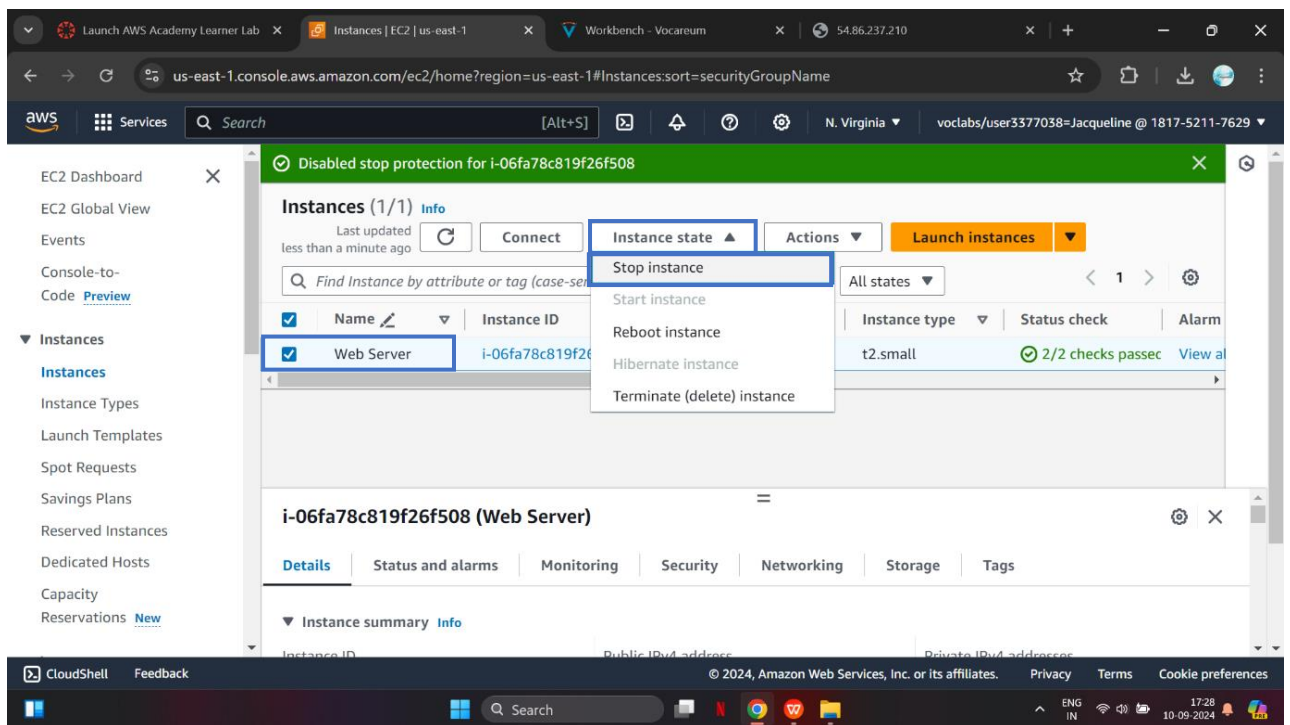 Launch AWS Academy Learner Lab
Instances | EC2 | us-east-1
Workbench - Vocareum
54.86.237.210
us-east-1.console.aws.amazon.com/ec2/home?region=us-east-1#Instances:sort=securityGroupName
aws Services Search [Alt+S] N. Virginia ▼ voclabs/user3377038=Jacqueline @ 1817-5211-7629 ▼
EC2 Dashboard
EC2 Global View
Events
Console-to-
Code Preview
▼ Instances
Instances
Instance Types
Launch Templates
Spot Requests
Savings Plans
Reserved Instances
Dedicated Hosts
Capacity
Reservations New
Disabled stop protection for i-06fa78c819f26f508
Instances (1/1) Info
Last updated
less than a minute ago
Connect Instance state ▲ Actions ▼ Launch instances ▼
Find Instance by attribute or tag (case-sen All states ▼ < 1 >
Stop instance
Start instance
Reboot instance
Hibernate instance
Terminate (delete) instance
Name Instance ID Instance type Status check Alarm
Web Server i-06fa78c819f26 t2.small 2/2 checks passec View al
i-06fa78c819f26f508 (Web Server)
Details Status and alarms Monitoring Security Networking Storage Tags
▼ Instance summary Info
Instance ID Public IPv4 address Private IPv4 addresses
CloudShell Feedback © 2024, Amazon Web Services, Inc. or its affiliates. Privacy Terms Cookie preferences
Search
ENG
IN
17:28
10-09-2024